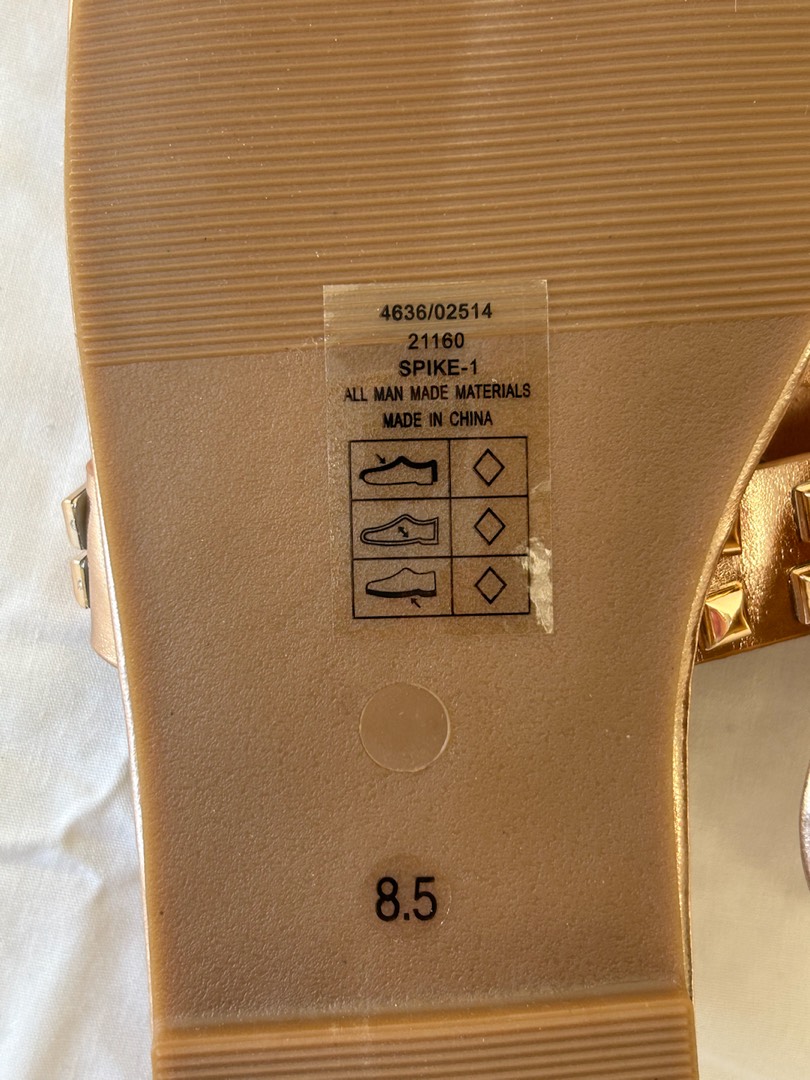 4636/02514
21160
SPIKE-1
ALL MAN MADE MATERIALS
MADE IN CHINA
8.5